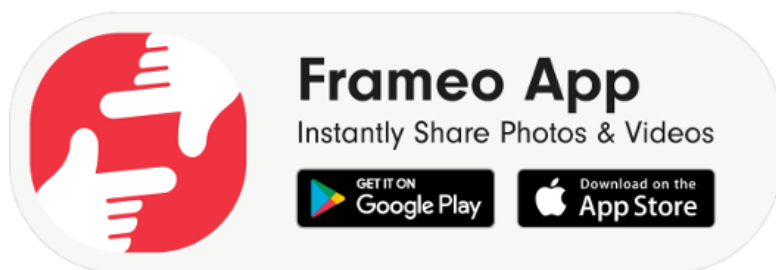 Frameo App
Instantly Share Photos & Videos
GET IT ON
Google Play
Download on the
App Store